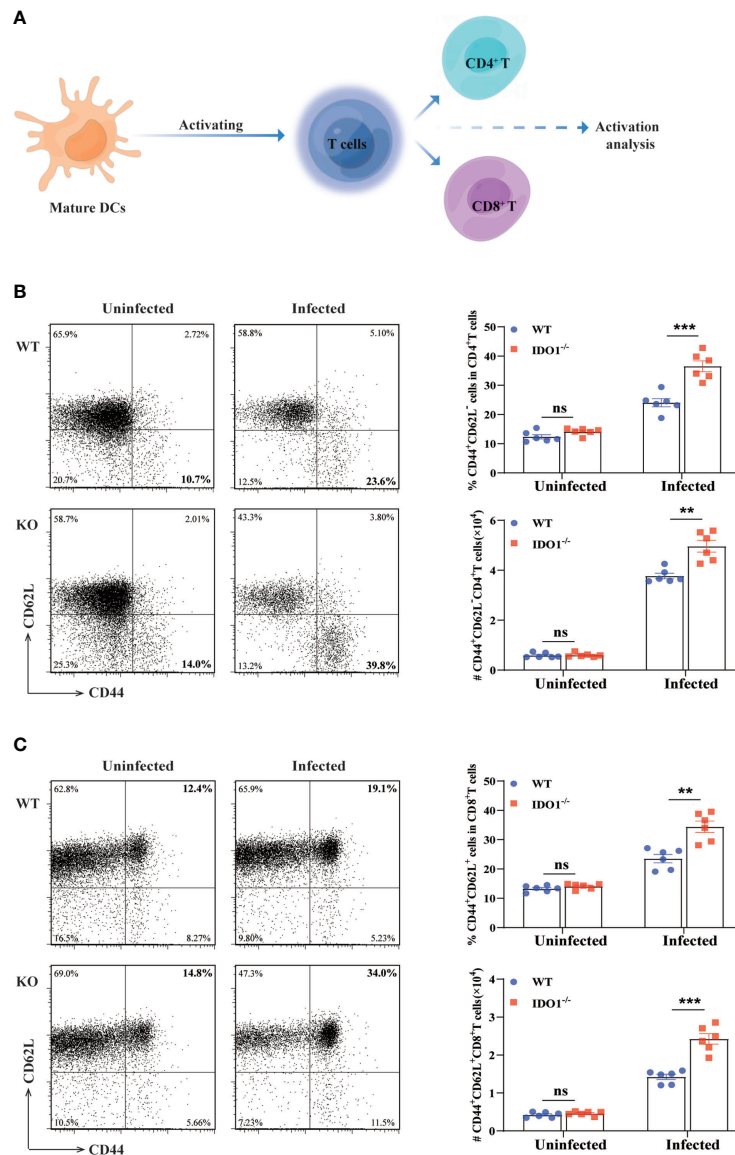 A
CD4⁺ T
Activating
T cells
Activation
analysis
Mature DCs
CD8⁺ T
B
Uninfected
Infected
WT
65.9%
2.72%
20.7%
10.7%
58.8%
5.10%
12.5%
23.6%
KO
58.7%
2.01%
25.3%
14.0%
43.3%
3.80%
13.2%
39.8%
CD62L
CD44
% CD44⁺CD62L⁻ cells in CD4⁺T cells
50
40
30
20
10
0
WT
IDO1⁻/⁻
ns
***
Uninfected
Infected
# CD44⁺CD62L⁻CD4⁺T cells(×10⁴)
6
4
2
0
WT
IDO1⁻/⁻
ns
**
Uninfected
Infected
C
Uninfected
Infected
WT
62.8%
12.4%
16.5%
8.27%
65.9%
19.1%
9.80%
5.23%
KO
69.0%
14.8%
10.5%
5.66%
47.3%
34.0%
7.23%
11.5%
CD62L
CD44
% CD44⁺CD62L⁺ cells in CD8⁺T cells
50
40
30
20
10
0
WT
IDO1⁻/⁻
ns
**
Uninfected
Infected
# CD44⁺CD62L⁺CD8⁺T cells(×10⁴)
4
3
2
1
0
WT
IDO1⁻/⁻
ns
***
Uninfected
Infected